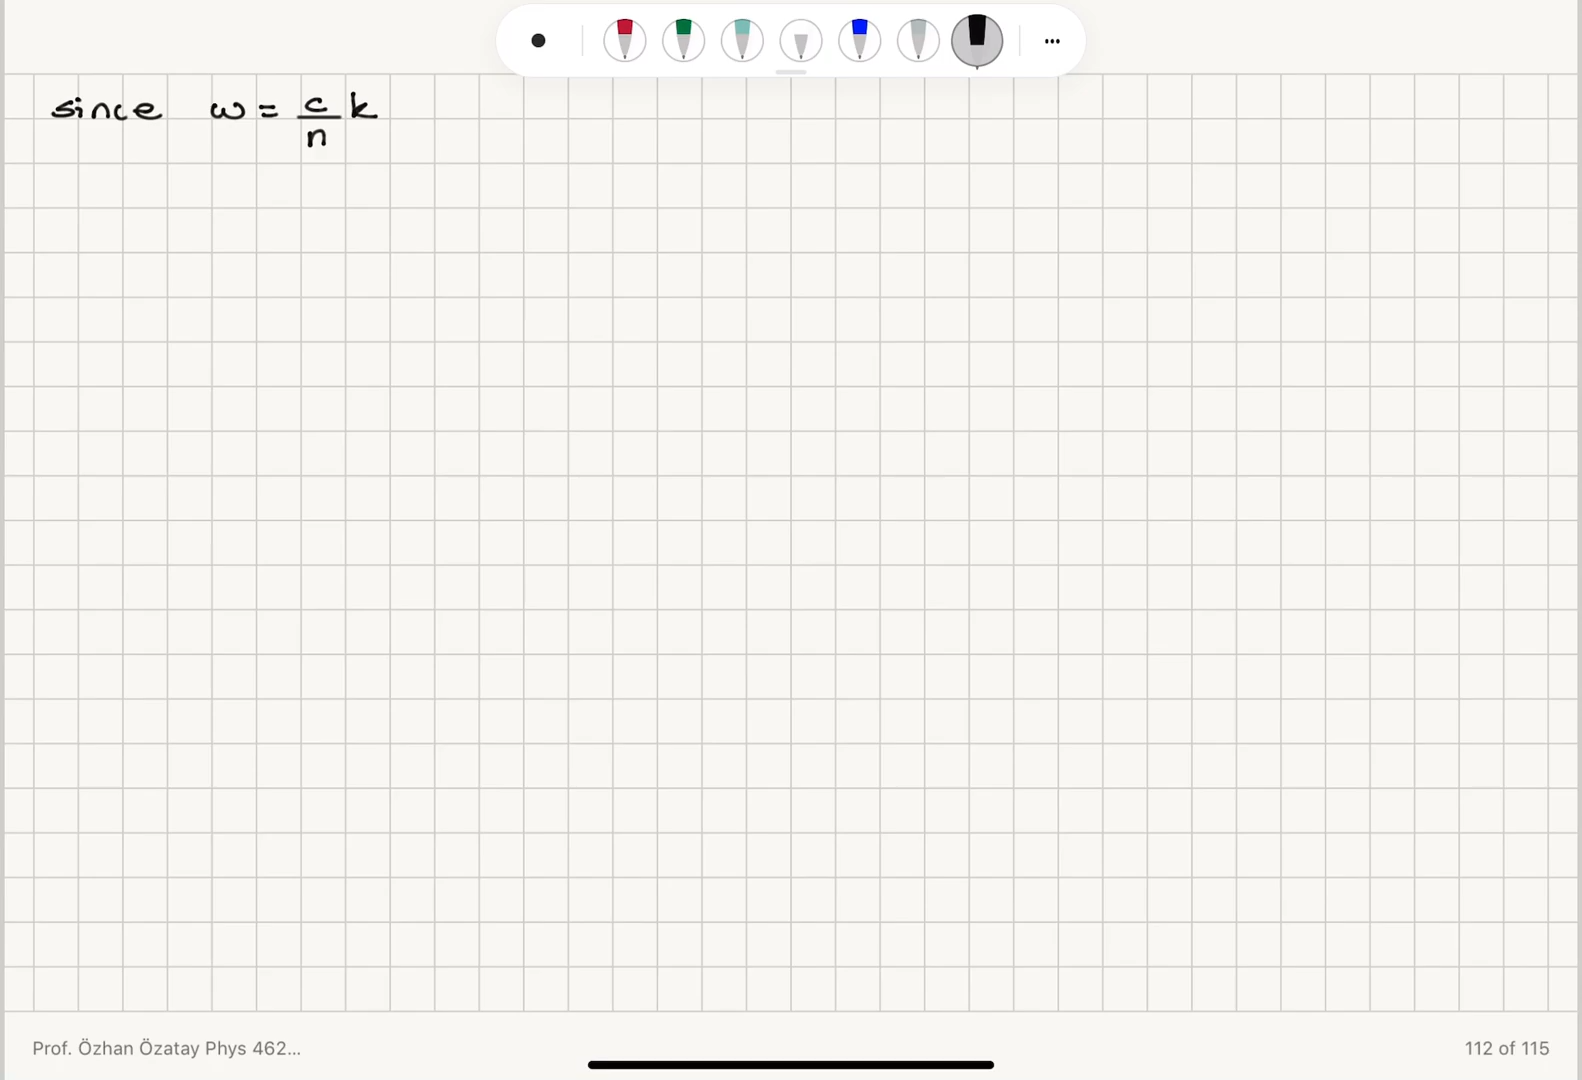 since ω = c/n k
Prof. Özhan Özatay Phys 462...
112 of 115